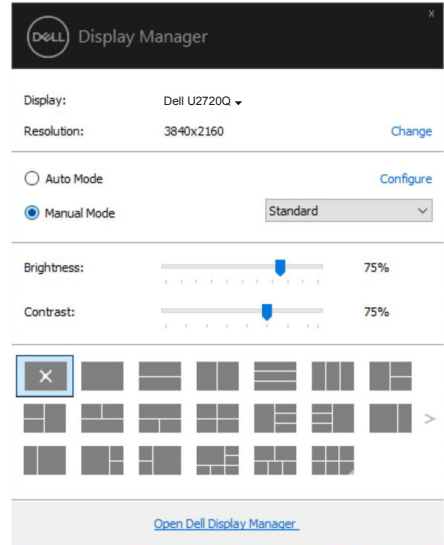 x
DELL Display Manager
Display: Dell U2720Q
Resolution: 3840x2160 Change
Auto Mode Configure
Manual Mode Standard
Brightness: 75%
Contrast: 75%
Open Dell Display Manager